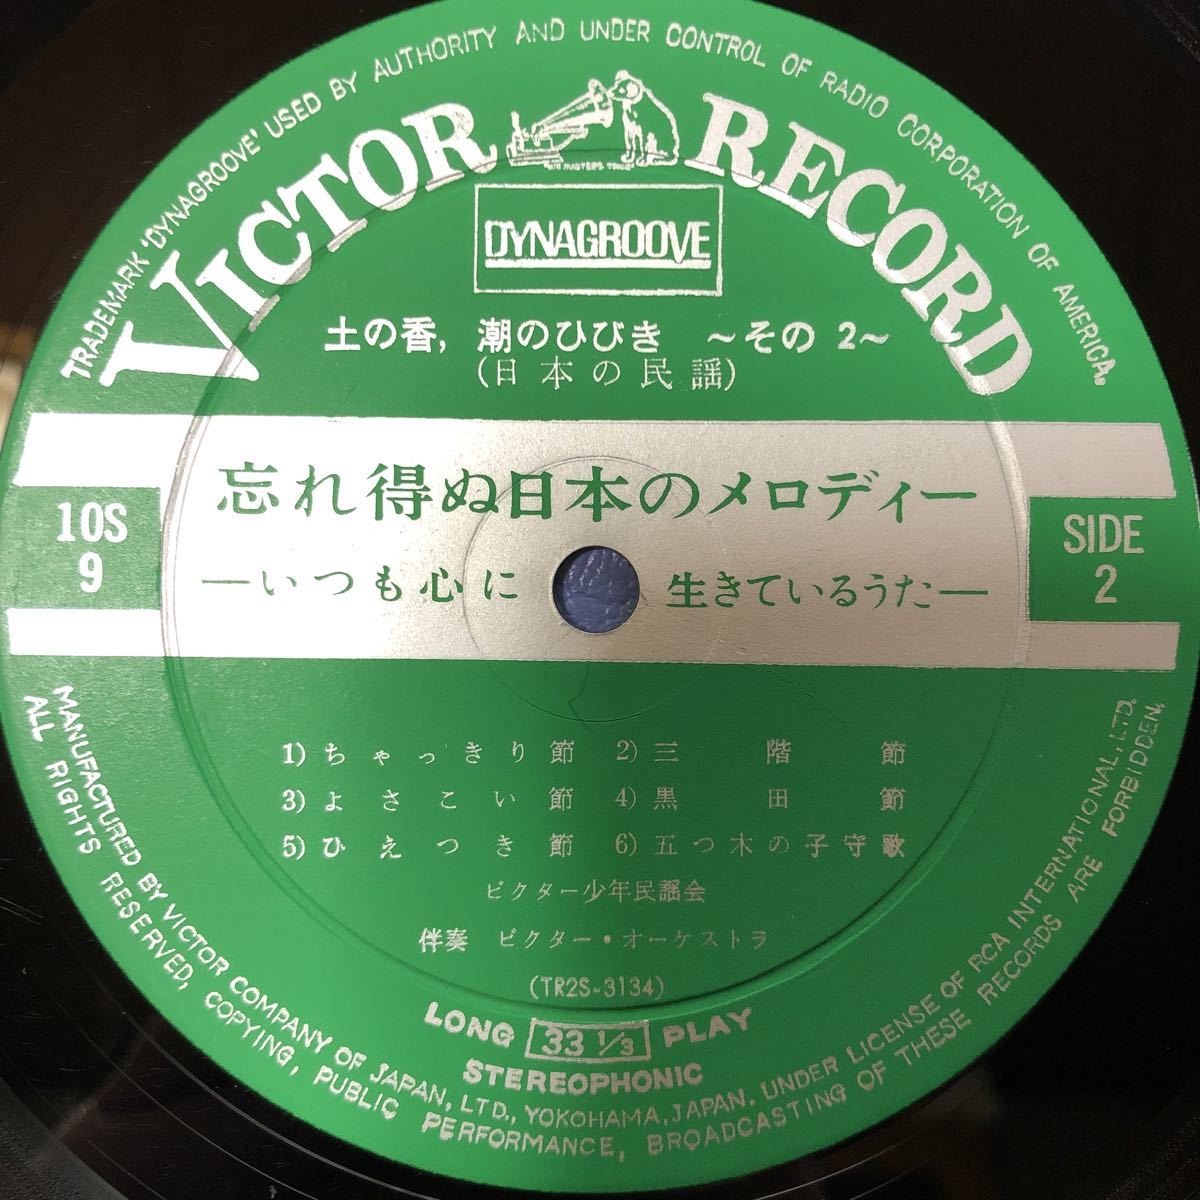 TRADEMARK 'DYNAGROOVE' USED BY AUTHORITY AND UNDER CONTROL OF RADIO CORPORATION OF AMERICA.
VICTOR RECORD
DYNAGROOVE
土の香, 潮のひびき ～その 2～
(日本の民謡)
忘れ得ぬ日本のメロディー
10S
9
SIDE
2
—いつも心に 生きているうた—
1) ちゃっきり節 2) 三階節
3) よさこい節 4) 黒田節
5) ひえつき節 6) 五つ木の子守歌
ビクター少年民謡会
伴奏 ビクター・オーケストラ
(TR2S-3134)
LONG 33 1/3 PLAY
STEREOPHONIC
MANUFACTURED BY VICTOR COMPANY OF JAPAN, LTD., YOKOHAMA, JAPAN. UNDER LICENSE OF RCA INTERNATIONAL, LTD.
ALL RIGHTS RESERVED, COPYING, PUBLIC PERFORMANCE, BROADCASTING OF THESE RECORDS ARE FORBIDDEN.